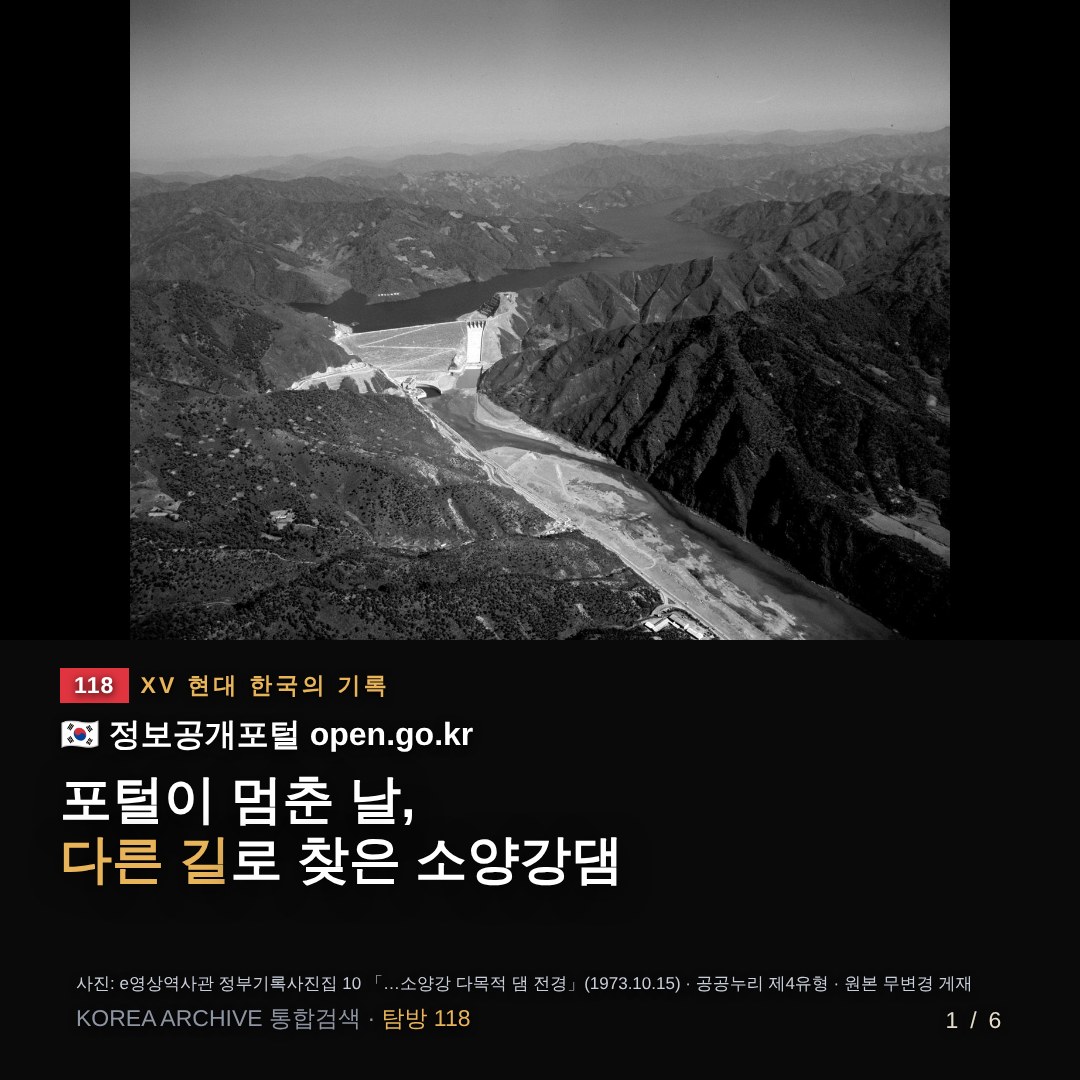 118 XV 현대 한국의 기록
🇰🇷 정보공개포털 open.go.kr
포털이 멈춘 날,
다른 길로 찾은 소양강댐
사진: e영상역사관 정부기록사진집 10 「…소양강 다목적 댐 전경」(1973.10.15) · 공공누리 제4유형 · 원본 무변경 게재
KOREA ARCHIVE 통합검색 · 탐방 118
1 / 6